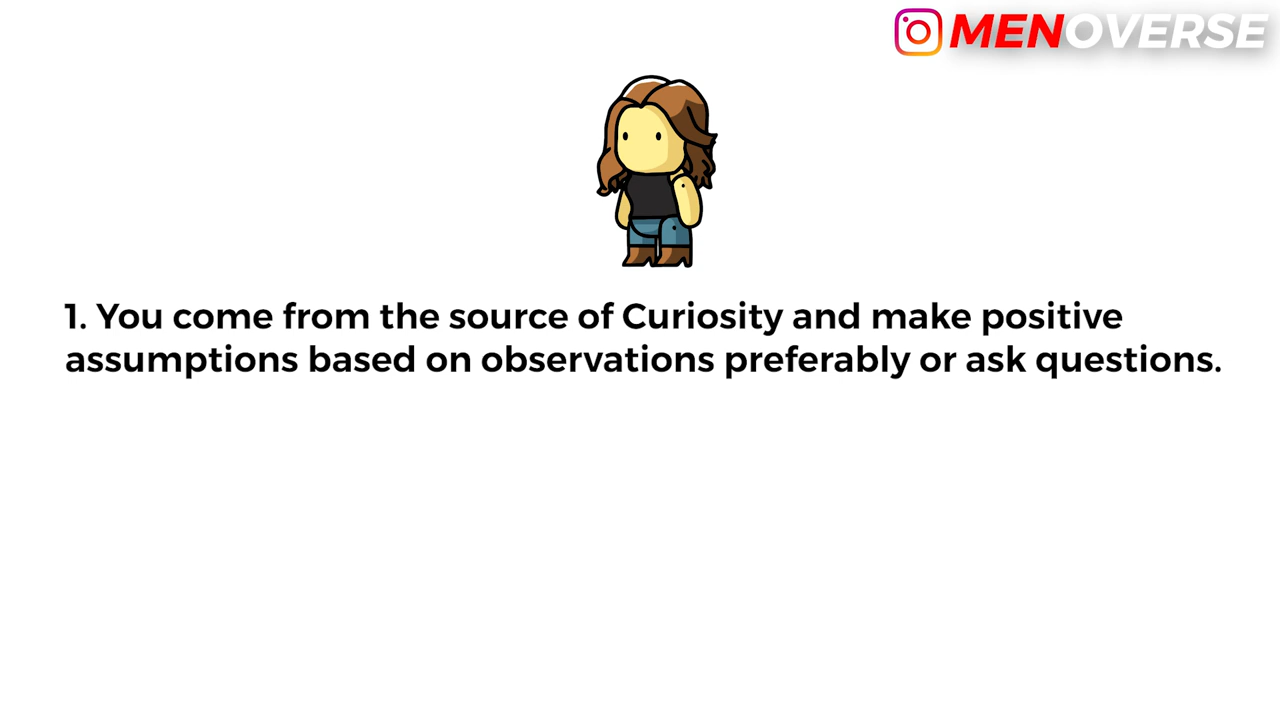 MENOVERSE
1. You come from the source of Curiosity and make positive
assumptions based on observations preferably or ask questions.